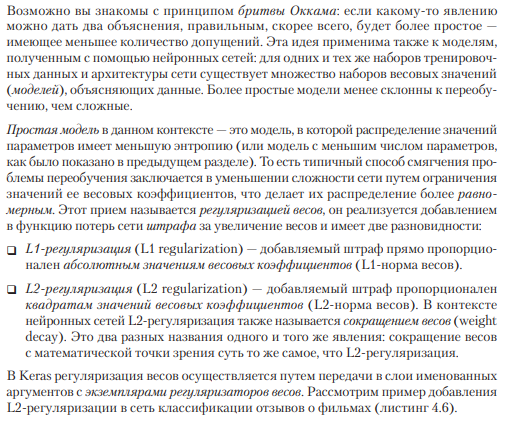 Возможно вы знакомы с принципом бритвы Оккама: если какому-то явлению
можно дать два объяснения, правильным, скорее всего, будет более простое —
имеющее меньшее количество допущений. Эта идея применима также к моделям,
полученным с помощью нейронных сетей: для одних и тех же наборов тренировоч-
ных данных и архитектуры сети существует множество наборов весовых значений
(моделей), объясняющих данные. Более простые модели менее склонны к переобу-
чению, чем сложные.
Простая модель в данном контексте — это модель, в которой распределение значений
параметров имеет меньшую энтропию (или модель с меньшим числом параметров,
как было показано в предыдущем разделе). То есть типичный способ смягчения про-
блемы переобучения заключается в уменьшении сложности сети путем ограничения
значений ее весовых коэффициентов, что делает их распределение более равно-
мерным. Этот прием называется регуляризацией весов, он реализуется добавлением
в функцию потерь сети штрафа за увеличение весов и имеет две разновидности:
❑ L1-регуляризация (L1 regularization) — добавляемый штраф прямо пропорцио-
нален абсолютным значениям весовых коэффициентов (L1-норма весов).
❑ L2-регуляризация (L2 regularization) — добавляемый штраф пропорционален
квадратам значений весовых коэффициентов (L2-норма весов). В контексте
нейронных сетей L2-регуляризация также называется сокращением весов (weight
decay). Это два разных названия одного и того же явления: сокращение весов
с математической точки зрения суть то же самое, что L2-регуляризация.
В Keras регуляризация весов осуществляется путем передачи в слои именованных
аргументов с экземплярами регуляризаторов весов. Рассмотрим пример добавления
L2-регуляризации в сеть классификации отзывов о фильмах (листинг 4.6).